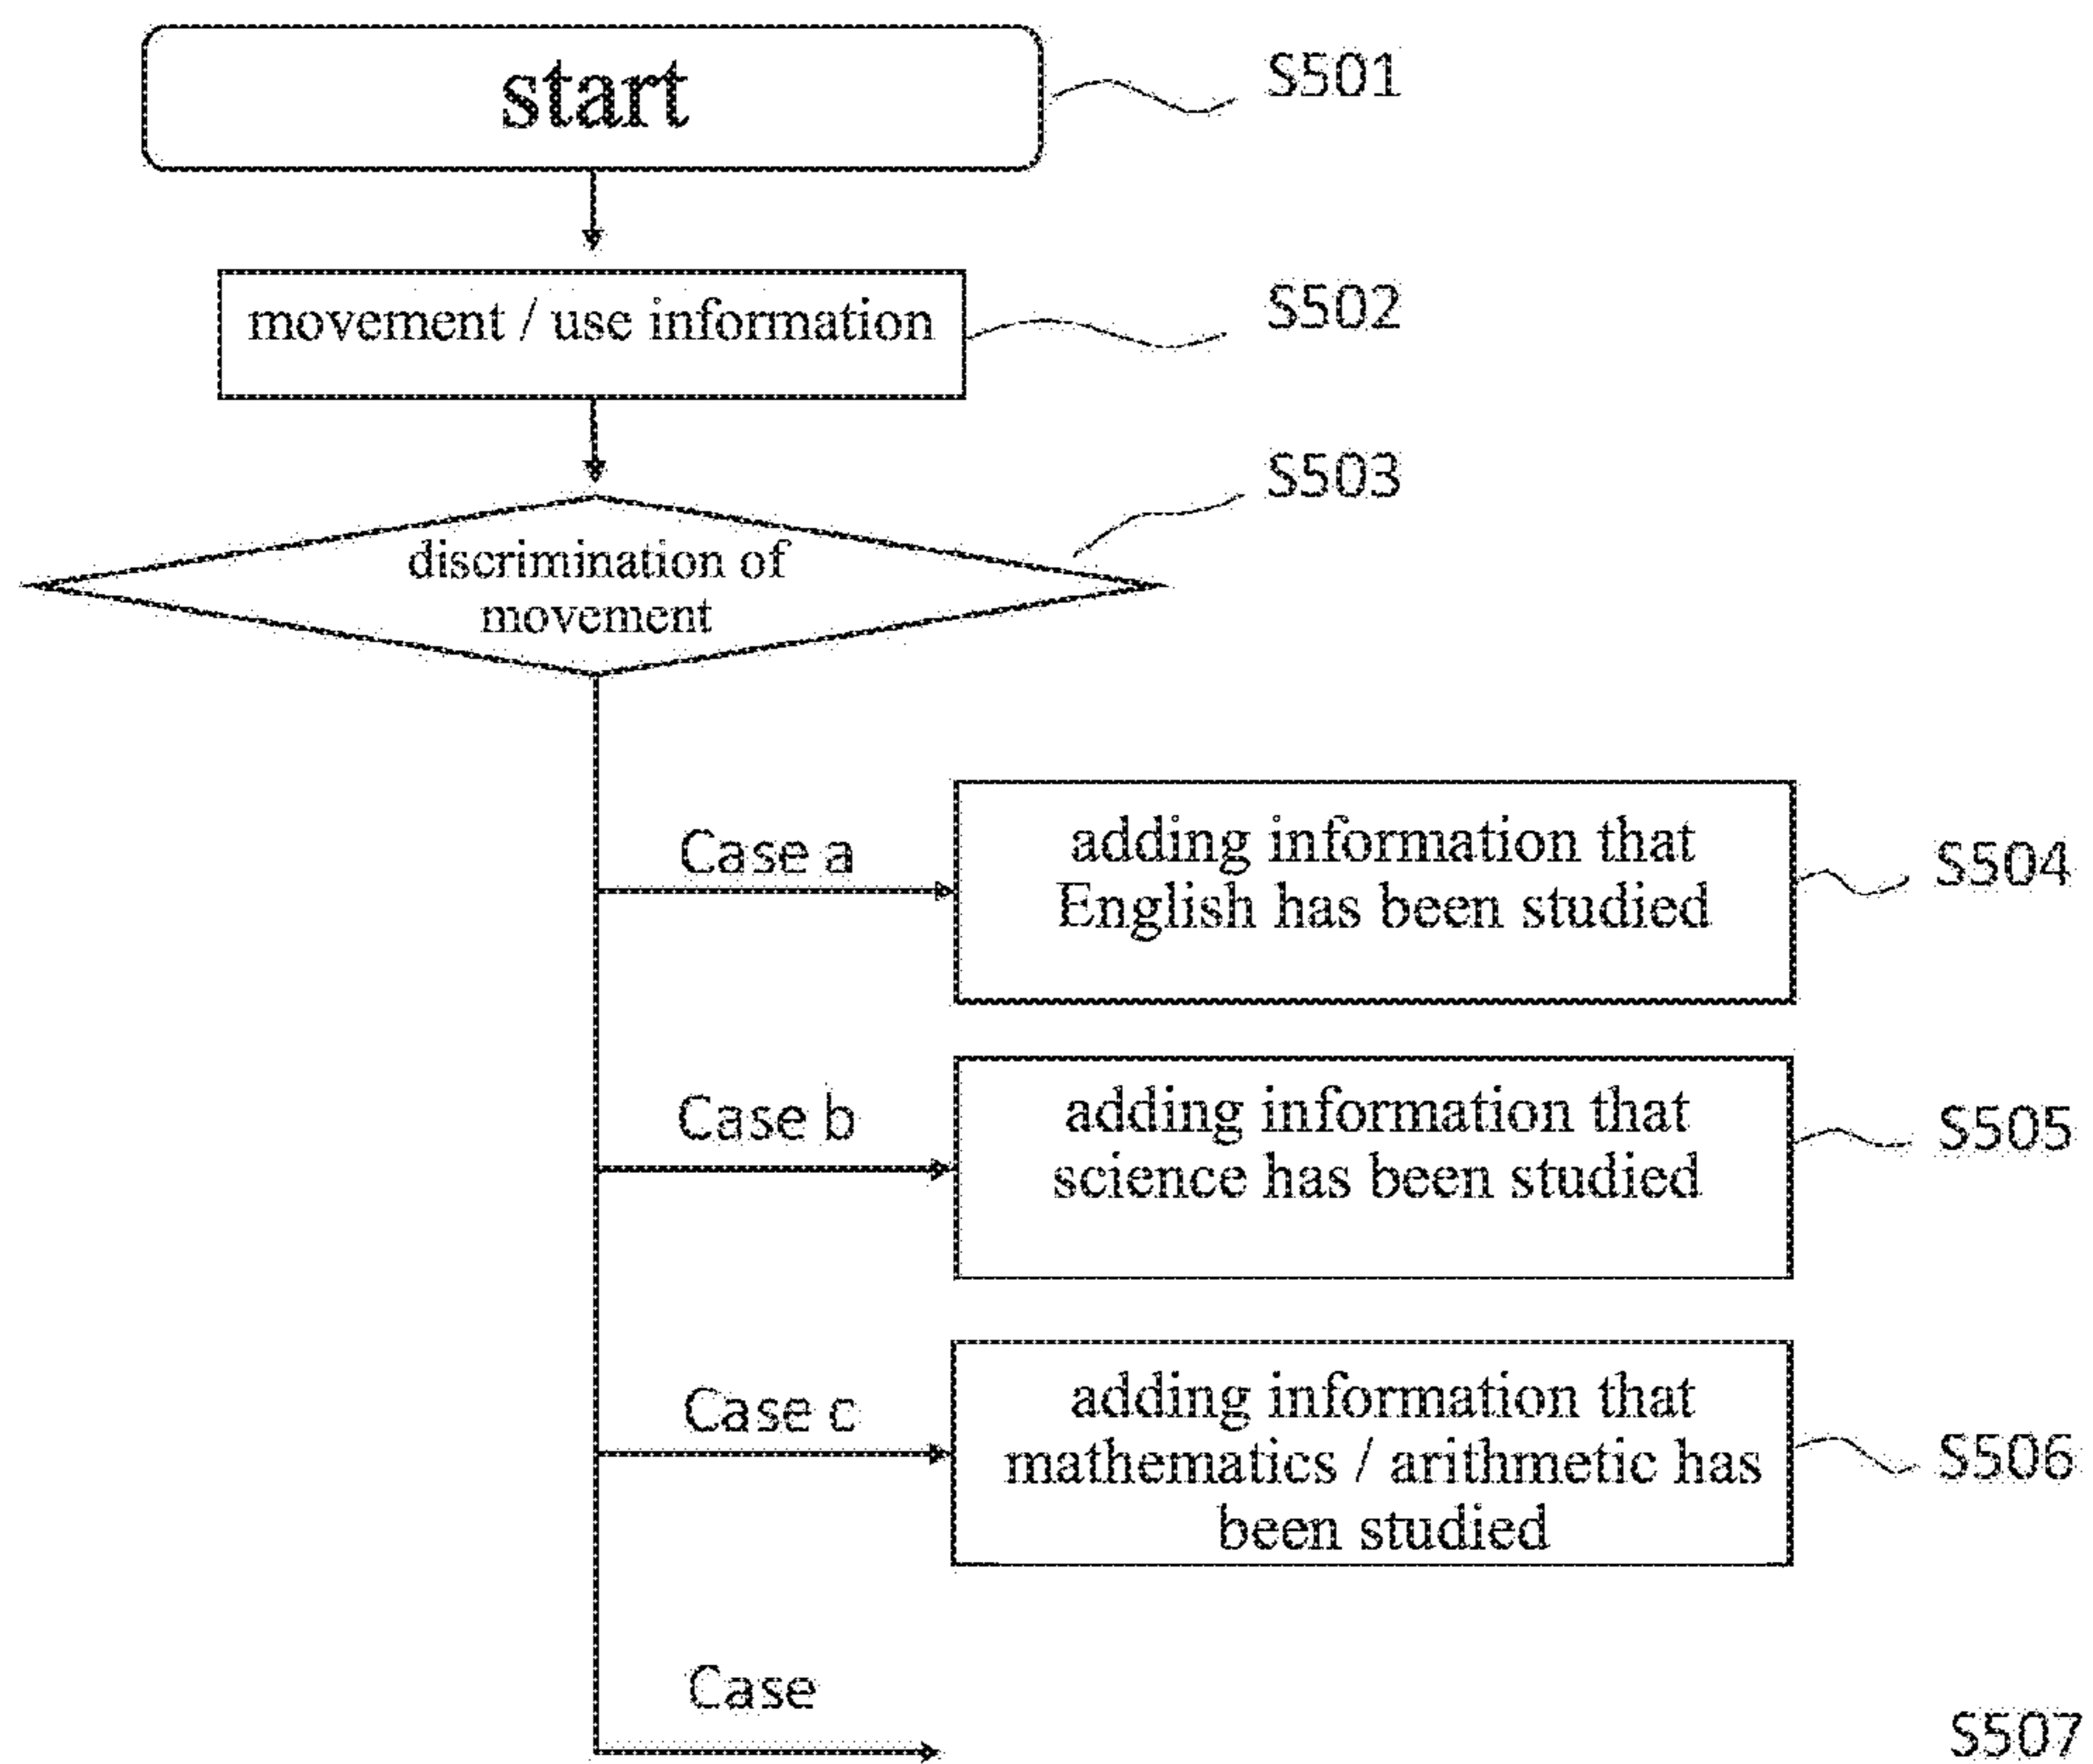 start
S501
movement / use information
S502
S503
discrimination of
movement
Case a
adding information that
English has been studied
S504
Case b
adding information that
science has been studied
S505
Case c
adding information that
mathematics / arithmetic has
been studied
S506
Case
S507